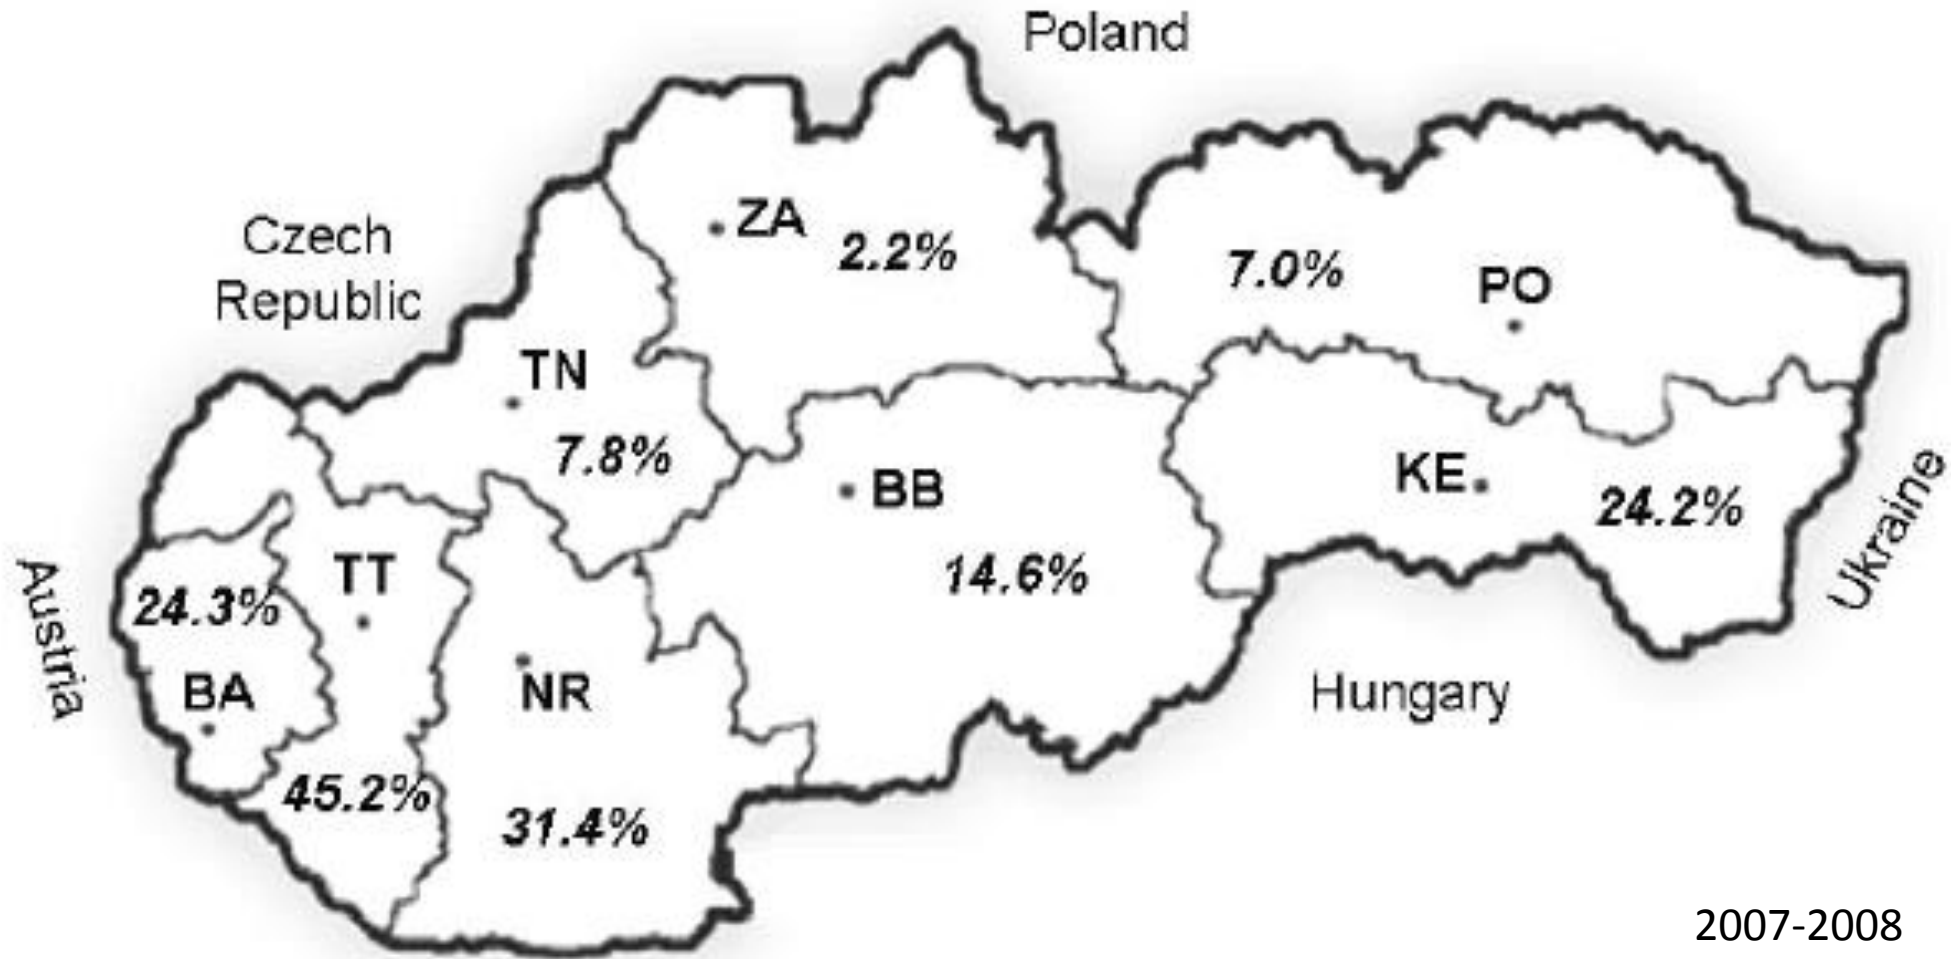 Poland
Czech
Republic
ZA
2.2%
7.0%
PO
TN
7.8%
BB
14.6%
KE
24.2%
Ukraine
Austria
24.3%
BA
TT
45.2%
NR
31.4%
Hungary
2007-2008